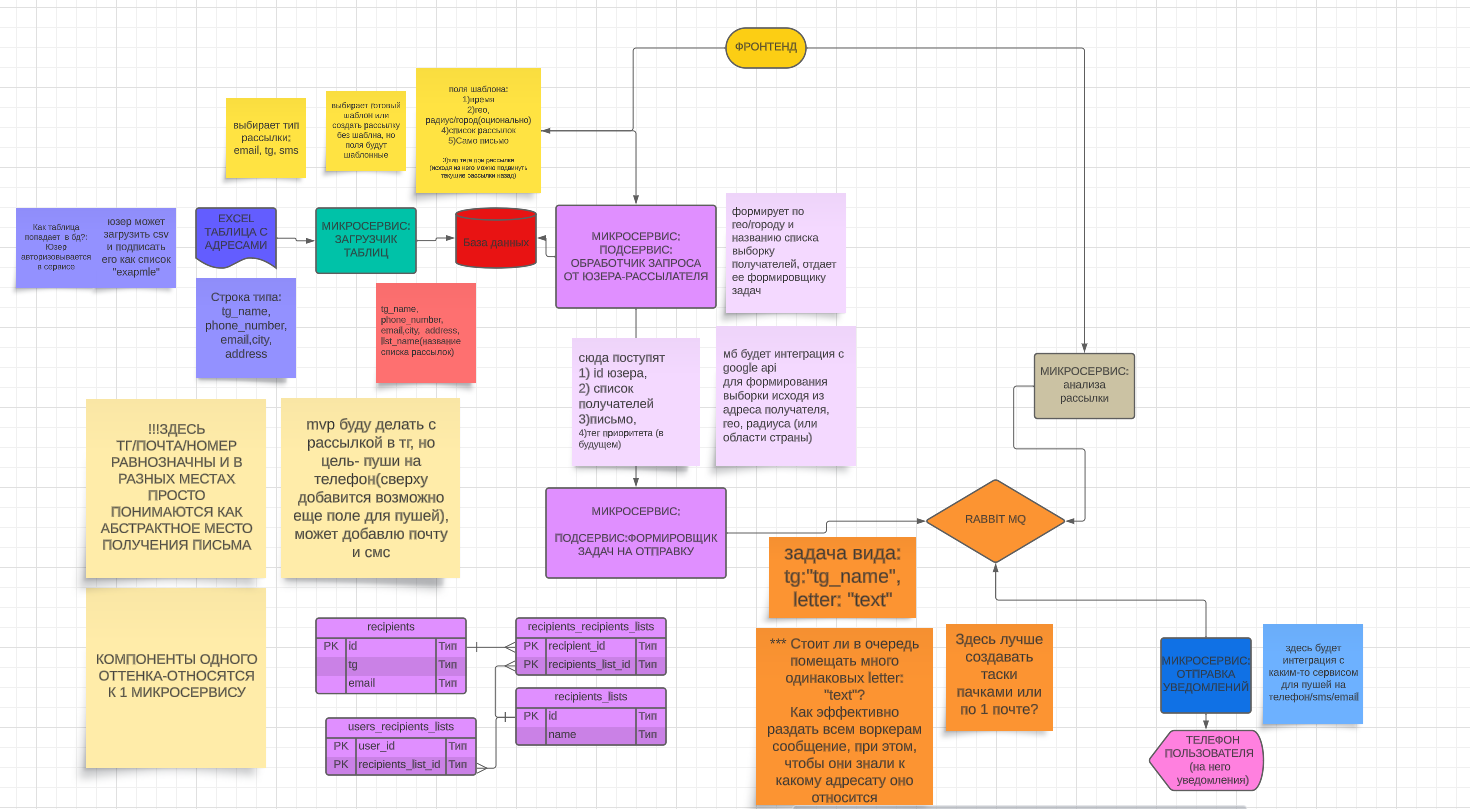 ФРОНТЕНД
выбирает тип
рассылки:
email, tg, sms
выбирает готовый
шаблон или
создать рассылку
без шаблна, но
поля будут
шаблонные
поля шаблона:
1)время
2)гео,
радиус/город(оционально)
4)список рассылок
5)Само письмо
(исходя из него можно подвинуть
текущие рассылки назад)
Как таблица
попадает в бд?:
Юзер
авторизовывается
в сервисе
юзер может
загрузить csv
и подписать
его как список
"exapmle"
EXCEL
ТАБЛИЦА С
АДРЕСАМИ
МИКРОСЕРВИС:
ЗАГРУЗЧИК
ТАБЛИЦ
База данных
МИКРОСЕРВИС:
ПОДСЕРВИС:
ОБРАБОТЧИК ЗАПРОСА
ОТ ЮЗЕРА-РАССЫЛАТЕЛЯ
формирует по
гео/городу и
названию списка
выборку
получателей, отдает
ее формировщику
задач
Строка типа:
tg_name,
phone_number,
email,city,
address
tg_name,
phone_number,
email,city, address,
list_name(название
списка рассылок)
сюда поступят
1) id юзера,
2) список
получателей
3)письмо,
4)тег приоритета (в
будущем)
мб будет интеграция с
google api
для формирования
выборки исходя из
адреса получателя,
гео, радиуса (или
области страны)
МИКРОСЕРВИС:
анализа
рассылки
!!!ЗДЕСЬ
ТГ/ПОЧТА/НОМЕР
РАВНОЗНАЧНЫ И В
РАЗНЫХ МЕСТАХ
ПРОСТО
ПОНИМАЮТСЯ КАК
АБСТРАКТНОЕ МЕСТО
ПОЛУЧЕНИЯ ПИСЬМА
mvp буду делать с
рассылкой в тг, но
цель- пуши на
телефон(сверху
добавится возможно
еще поле для пушей),
может добавлю почту
и смс
МИКРОСЕРВИС:
ПОДСЕРВИС:ФОРМИРОВЩИК
ЗАДАЧ НА ОТПРАВКУ
RABBIT MQ
задача вида:
tg:"tg_name",
letter: "text"
КОМПОНЕНТЫ ОДНОГО
ОТТЕНКА-ОТНОСЯТСЯ
К 1 МИКРОСЕРВИСУ
recipients
PK id Тип
tg Тип
email Тип
recipients_recipients_lists
PK recipient_id Тип
PK recipients_list_id Тип
recipients_lists
PK id Тип
name Тип
users_recipients_lists
PK user_id Тип
PK recipients_list_id Тип
*** Стоит ли в очередь
помещать много
одинаковых letter:
"text"?
Как эффективно
раздать всем воркерам
сообщение, при этом,
чтобы они знали к
какому адресату оно
относится
Здесь лучше
создавать
таски
пачками или
по 1 почте?
МИКРОСЕРВИС:
ОТПРАВКА
УВЕДОМЛЕНИЙ
здесь будет
интеграция с
каким-то сервисом
для пушей на
телефон/sms/email
ТЕЛЕФОН
ПОЛЬЗОВАТЕЛЯ
(на него
уведомления)